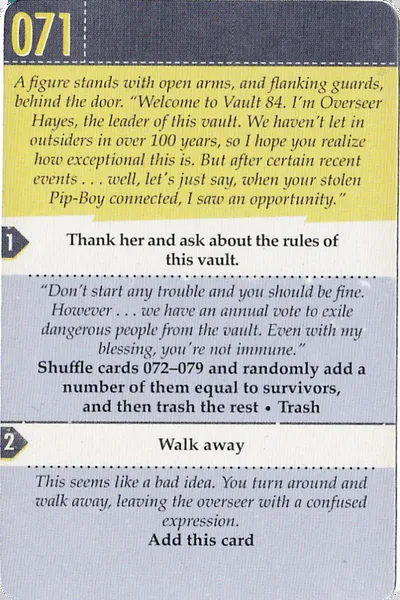 071
A figure stands with open arms, and flanking guards,
behind the door. “Welcome to Vault 84. I'm Overseer
Hayes, the leader of this vault. We haven't let in
outsiders in over 100 years, so I hope you realize
how exceptional this is. But after certain recent
events . . . well, let's just say, when your stolen
Pip-Boy connected, I saw an opportunity.”
1
Thank her and ask about the rules of
this vault.
“Don't start any trouble and you should be fine.
However . . . we have an annual vote to exile
dangerous people from the vault. Even with my
blessing, you're not immune.”
Shuffle cards 072–079 and randomly add a
number of them equal to survivors,
and then trash the rest • Trash
2
Walk away
This seems like a bad idea. You turn around and
walk away, leaving the overseer with a confused
expression.
Add this card